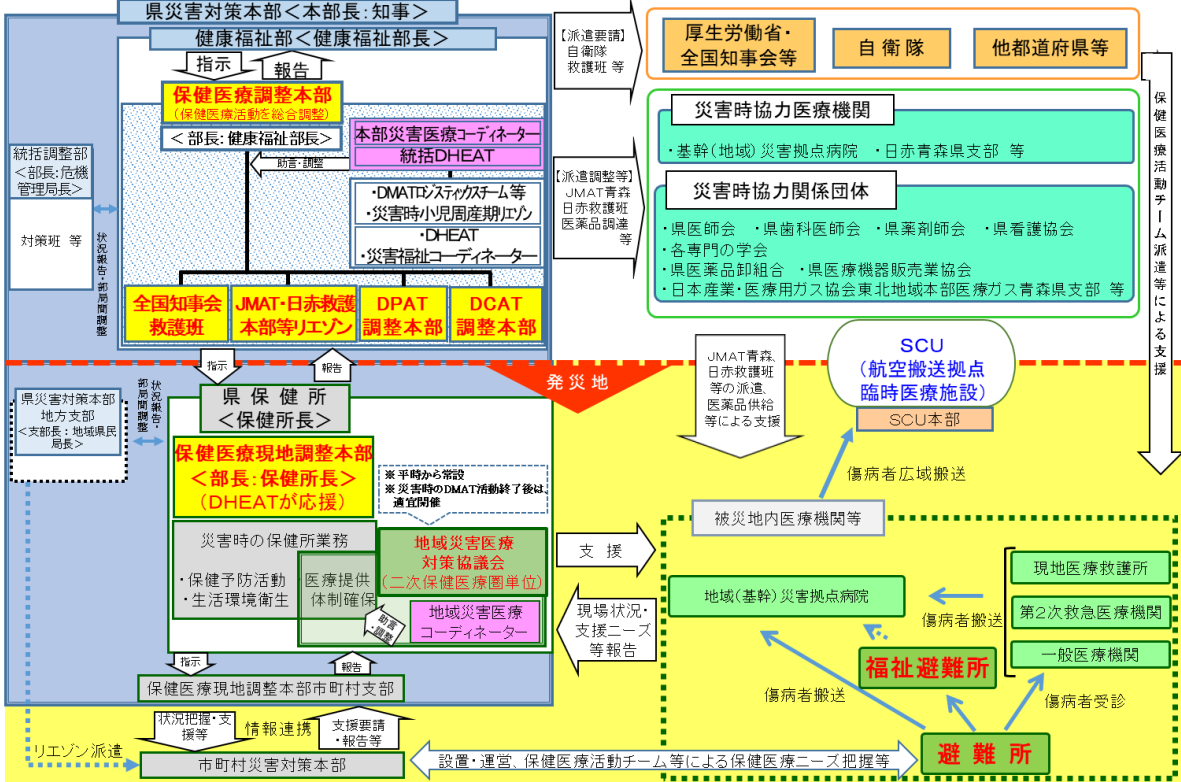 県災害対策本部＜本部長：知事＞
健康福祉部＜健康福祉部長＞
指示
報告
保健医療調整本部
（保健医療活動を総合調整）
＜部長：健康福祉部長＞
統括調整部
＜部長：危機
管理局長＞
対策班 等
状況報告・部局間調整
本部災害医療コーディネーター
統括DHEAT
助言・調整
・DMATロジスティックスチーム等
・災害時小児周産期リエゾン
・DHEAT
・災害福祉コーディネーター
全国知事会
救護班
JMAT・日赤救護
本部等リエゾン
DPAT
調整本部
DCAT
調整本部
【派遣要請】
自衛隊
救護班 等
厚生労働省・
全国知事会等
自衛隊
他都道府県等
【派遣調整等】
JMAT青森
日赤救護班
医薬品調達
等
災害時協力医療機関
・基幹（地域）災害拠点病院　・日赤青森県支部 等
災害時協力関係団体
・県医師会　・県歯科医師会　・県薬剤師会　・県看護協会
・各専門の学会
・県医薬品卸組合　・県医療機器販売業協会
・日本産業・医療用ガス協会東北地域本部医療ガス青森県支部 等
保健医療活動チーム派遣等による支援
指示
報告
発災地
JMAT青森、
日赤救護班
等の派遣、
医薬品供給
等による支援
SCU
（航空搬送拠点
臨時医療施設）
SCU本部
県災害対策本部
地方支部
＜支部長：地域県民
局長＞
状況報告・
部局間調整
県保健所
＜保健所長＞
保健医療現地調整本部
＜部長：保健所長＞
（DHEATが応援）
※平時から常設
※災害時のDMAT活動終了後は、
適宜開催
災害時の保健所業務
・保健予防活動
・生活環境衛生
医療提供
体制確保
地域災害医療
対策協議会
（二次保健医療圏単位）
地域災害医療
コーディネーター
助言・調整
支援
現場状況・
支援ニーズ
等報告
傷病者広域搬送
被災地内医療機関等
地域（基幹）災害拠点病院
現地医療救護所
第2次救急医療機関
一般医療機関
傷病者搬送
福祉避難所
傷病者搬送
傷病者受診
避難所
指示
報告
保健医療現地調整本部市町村支部
状況把握・支
援等
情報連携
支援要請
・報告等
リエゾン派遣
市町村災害対策本部
設置・運営、保健医療活動チーム等による保健医療ニーズ把握等